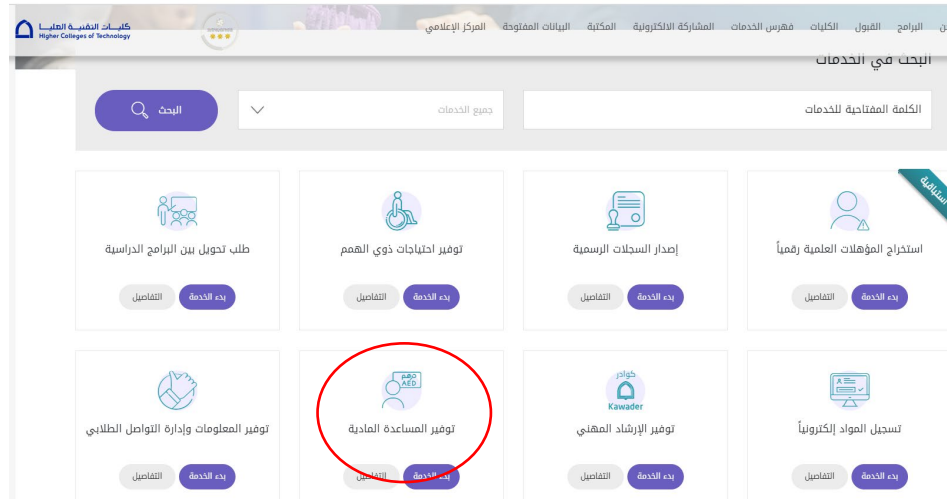 كليات التقنية العليا
Higher Colleges of Technology
البرامج القبول الكليات فهرس الخدمات المشاركة الالكترونية المكتبة البيانات المفتوحة المركز الإعلامي
البحث في الخدمات
الكلمة المفتاحية للخدمات
جميع الخدمات
البحث
استباقية
استخراج المؤهلات العلمية رقمياً
بدء الخدمة التفاصيل
إصدار السجلات الرسمية
بدء الخدمة التفاصيل
توفير احتياجات ذوي الهمم
بدء الخدمة التفاصيل
طلب تحويل بين البرامج الدراسية
بدء الخدمة التفاصيل
تسجيل المواد إلكترونياً
بدء الخدمة التفاصيل
كوادر
Kawader
توفير الإرشاد المهني
بدء الخدمة التفاصيل
درهم
AED
توفير المساعدة المادية
بدء الخدمة التفاصيل
توفير المعلومات وإدارة التواصل الطلابي
بدء الخدمة التفاصيل